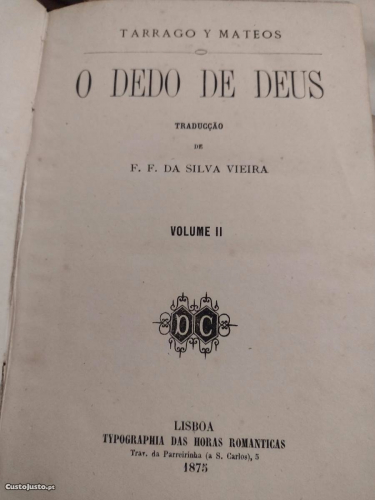 TARRAGO Y MATEOS
O DEDO DE DEUS
TRADUCÇÃO
DE
F. F. DA SILVA VIEIRA
VOLUME II
DC
LISBOA
TYPOGRAPHIA DAS HORAS ROMANTICAS
Trav. da Parreirinha (a S. Carlos), 5
1875
CustoJusto.pt